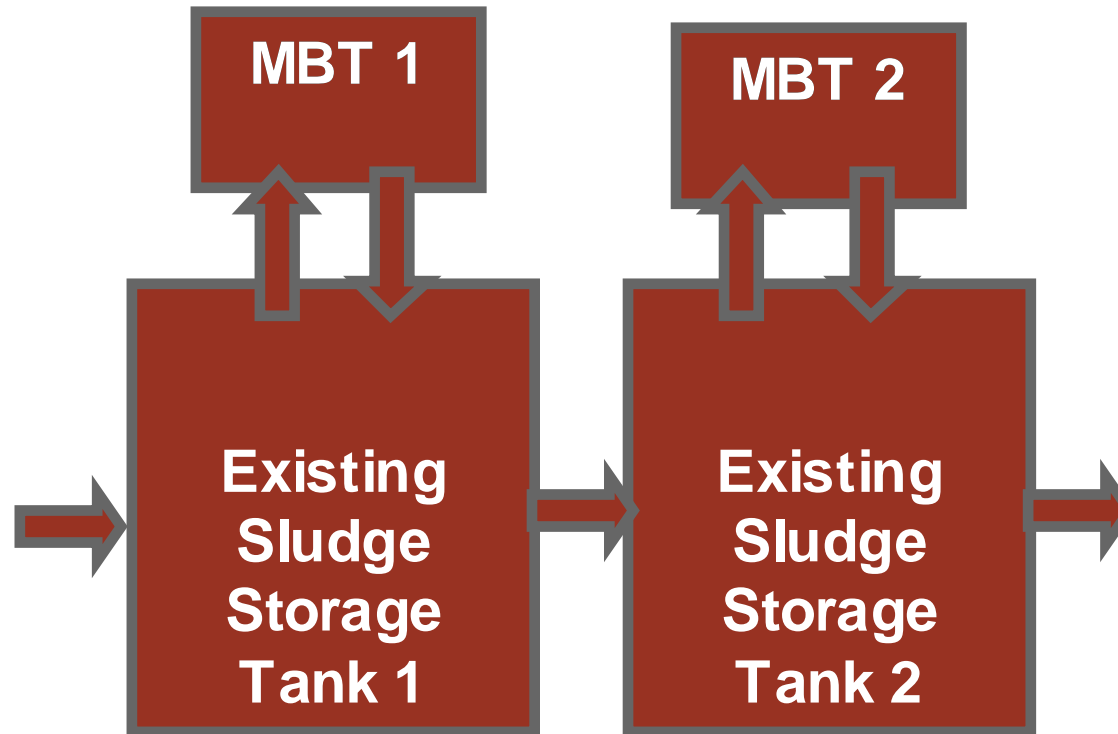 MBT 1
MBT 2
Existing
Sludge
Storage
Tank 1
Existing
Sludge
Storage
Tank 2